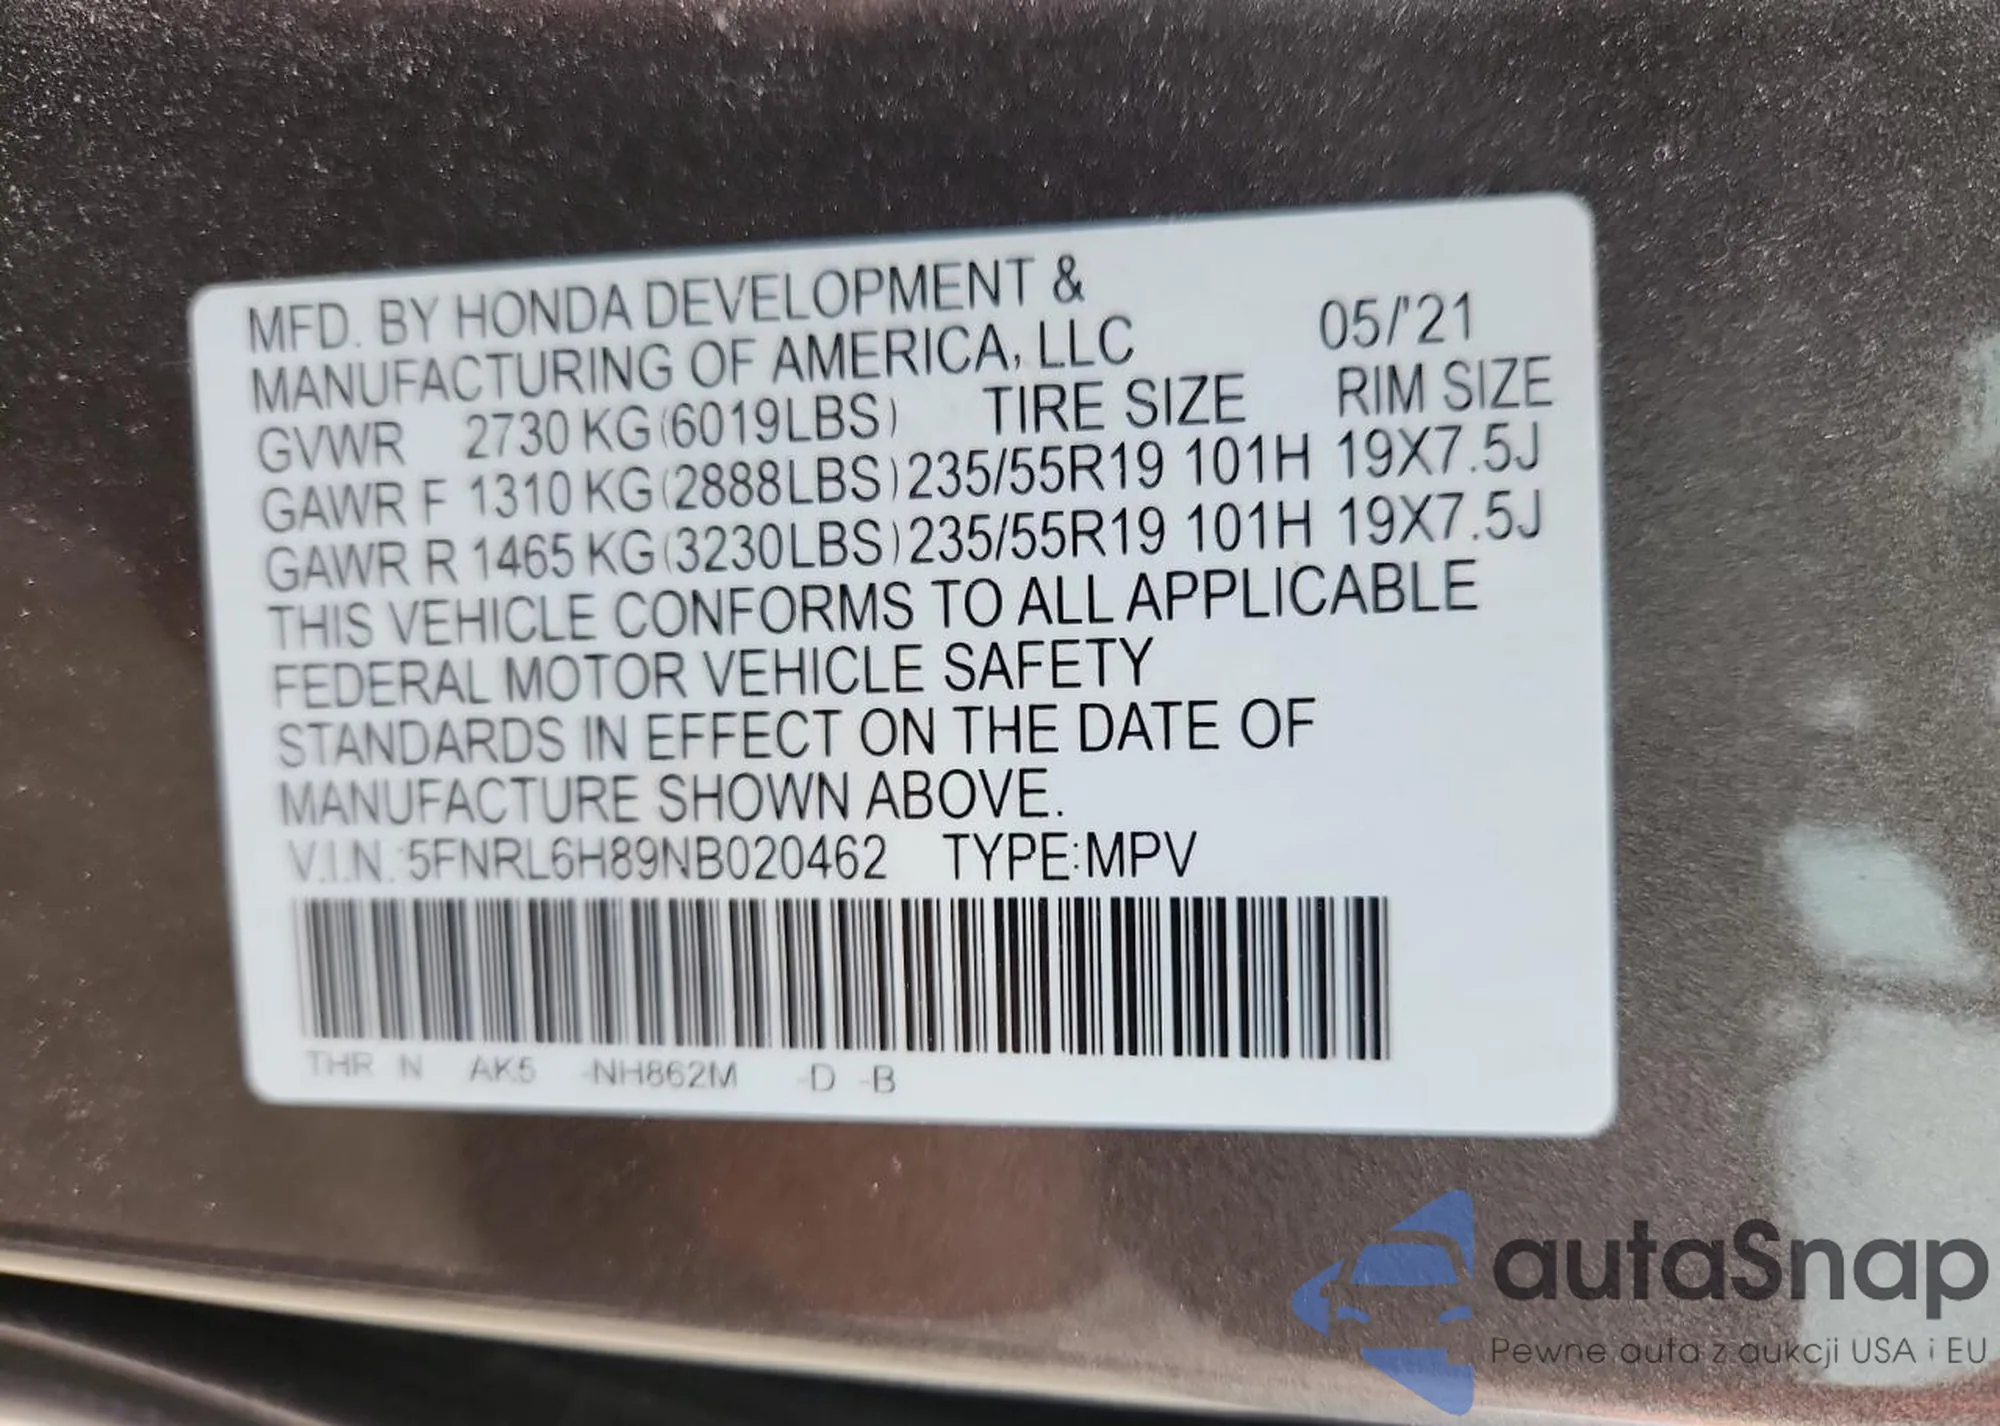 MFD. BY HONDA DEVELOPMENT &
MANUFACTURING OF AMERICA, LLC 05/'21
GVWR 2730 KG (6019LBS) TIRE SIZE RIM SIZE
GAWR F 1310 KG (2888LBS) 235/55R19 101H 19X7.5J
GAWR R 1465 KG (3230LBS) 235/55R19 101H 19X7.5J
THIS VEHICLE CONFORMS TO ALL APPLICABLE
FEDERAL MOTOR VEHICLE SAFETY
STANDARDS IN EFFECT ON THE DATE OF
MANUFACTURE SHOWN ABOVE.
V.I.N. 5FNRL6H89NB020462 TYPE:MPV
THR N AK5 -NH862M -D -B
autaSnap
Pewne auta z aukcji USA i EU